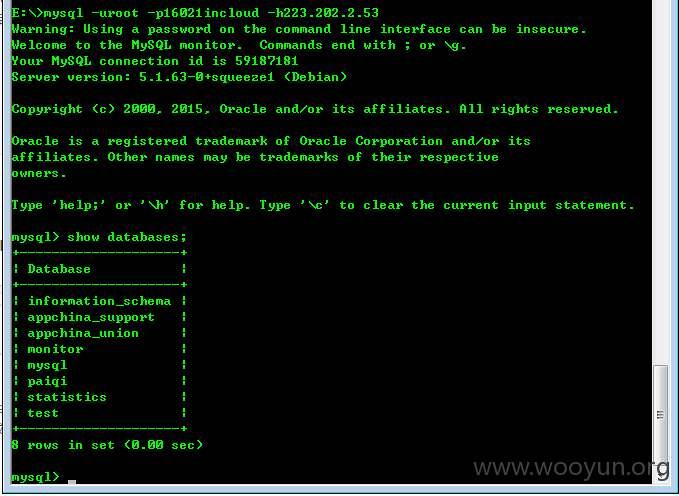 E:\>mysql -uroot -p16021incloud -h223.202.2.53
Warning: Using a password on the command line interface can be insecure.
Welcome to the MySQL monitor.  Commands end with ; or \g.
Your MySQL connection id is 59187181
Server version: 5.1.63-0+squeeze1 (Debian)
Copyright (c) 2000, 2015, Oracle and/or its affiliates. All rights reserved.
Oracle is a registered trademark of Oracle Corporation and/or its
affiliates. Other names may be trademarks of their respective
owners.
Type 'help;' or '\h' for help. Type '\c' to clear the current input statement.
mysql> show databases;
+--------------------+
| Database           |
+--------------------+
| information_schema |
| appchina_support   |
| appchina_union     |
| monitor            |
| mysql              |
| paiqi              |
| statistics         |
| test               |
+--------------------+
8 rows in set (0.00 sec)
mysql>
www.wooyun.org